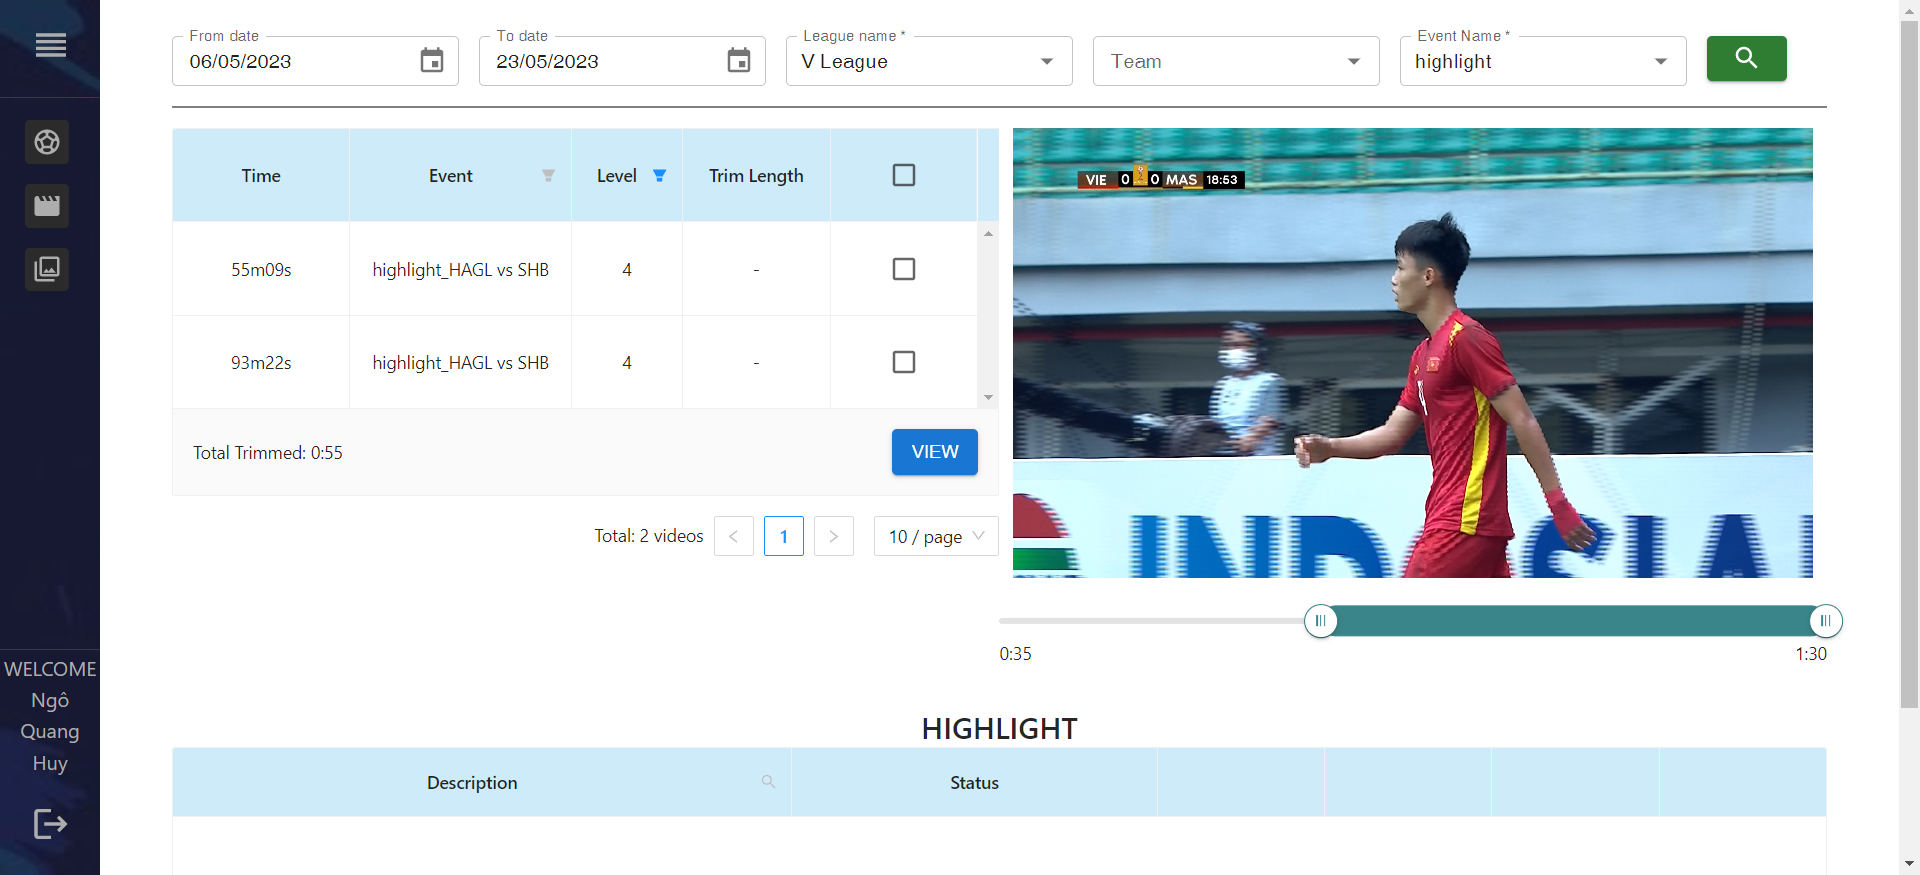 From date
06/05/2023
To date
23/05/2023
League name *
V League
Team
Event Name *
highlight
Time Event Level Trim Length
55m09s highlight_HAGL vs SHB 4 -
93m22s highlight_HAGL vs SHB 4 -
Total Trimmed: 0:55
VIEW
Total: 2 videos < 1 > 10 / page
VIE 0 0 MAS 18:53
INDONESIA
0:35 1:30
WELCOME
Ngô
Quang
Huy
HIGHLIGHT
Description Status